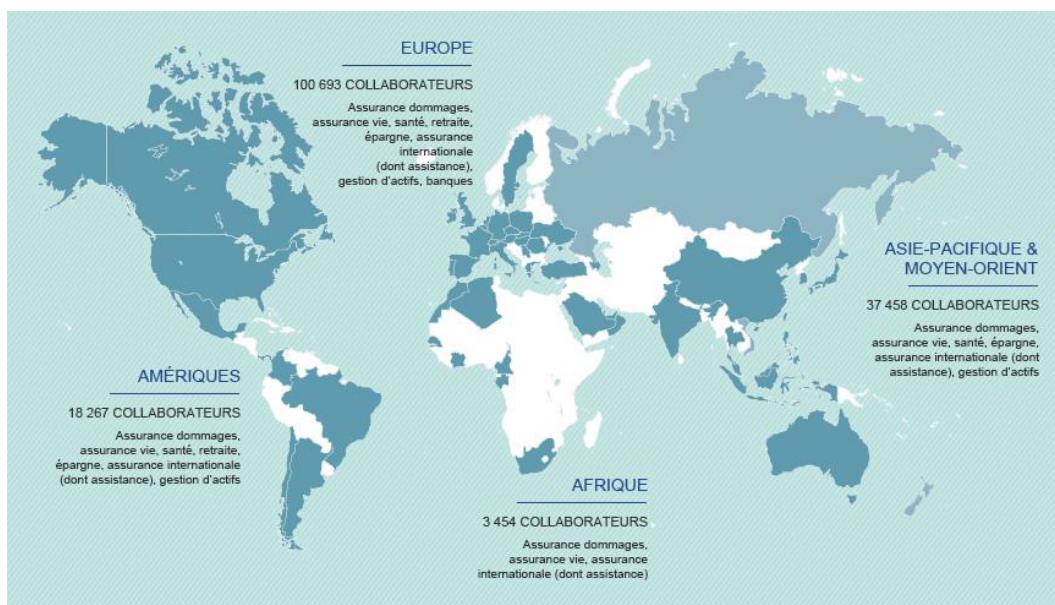 EUROPE
100 693 COLLABORATEURS
Assurance dommages,
assurance vie, santé, retraite,
épargne, assurance
internationale
(dont assistance),
gestion d'actifs, banques
ASIE-PACIFIQUE &
MOYEN-ORIENT
37 458 COLLABORATEURS
Assurance dommages,
assurance vie, santé, épargne,
assurance internationale (dont
assistance), gestion d'actifs
AMÉRIQUES
18 267 COLLABORATEURS
Assurance dommages,
assurance vie, santé, retraite,
épargne, assurance internationale
(dont assistance), gestion d'actifs
AFRIQUE
3 454 COLLABORATEURS
Assurance dommages,
assurance vie, assurance
internationale (dont assistance)